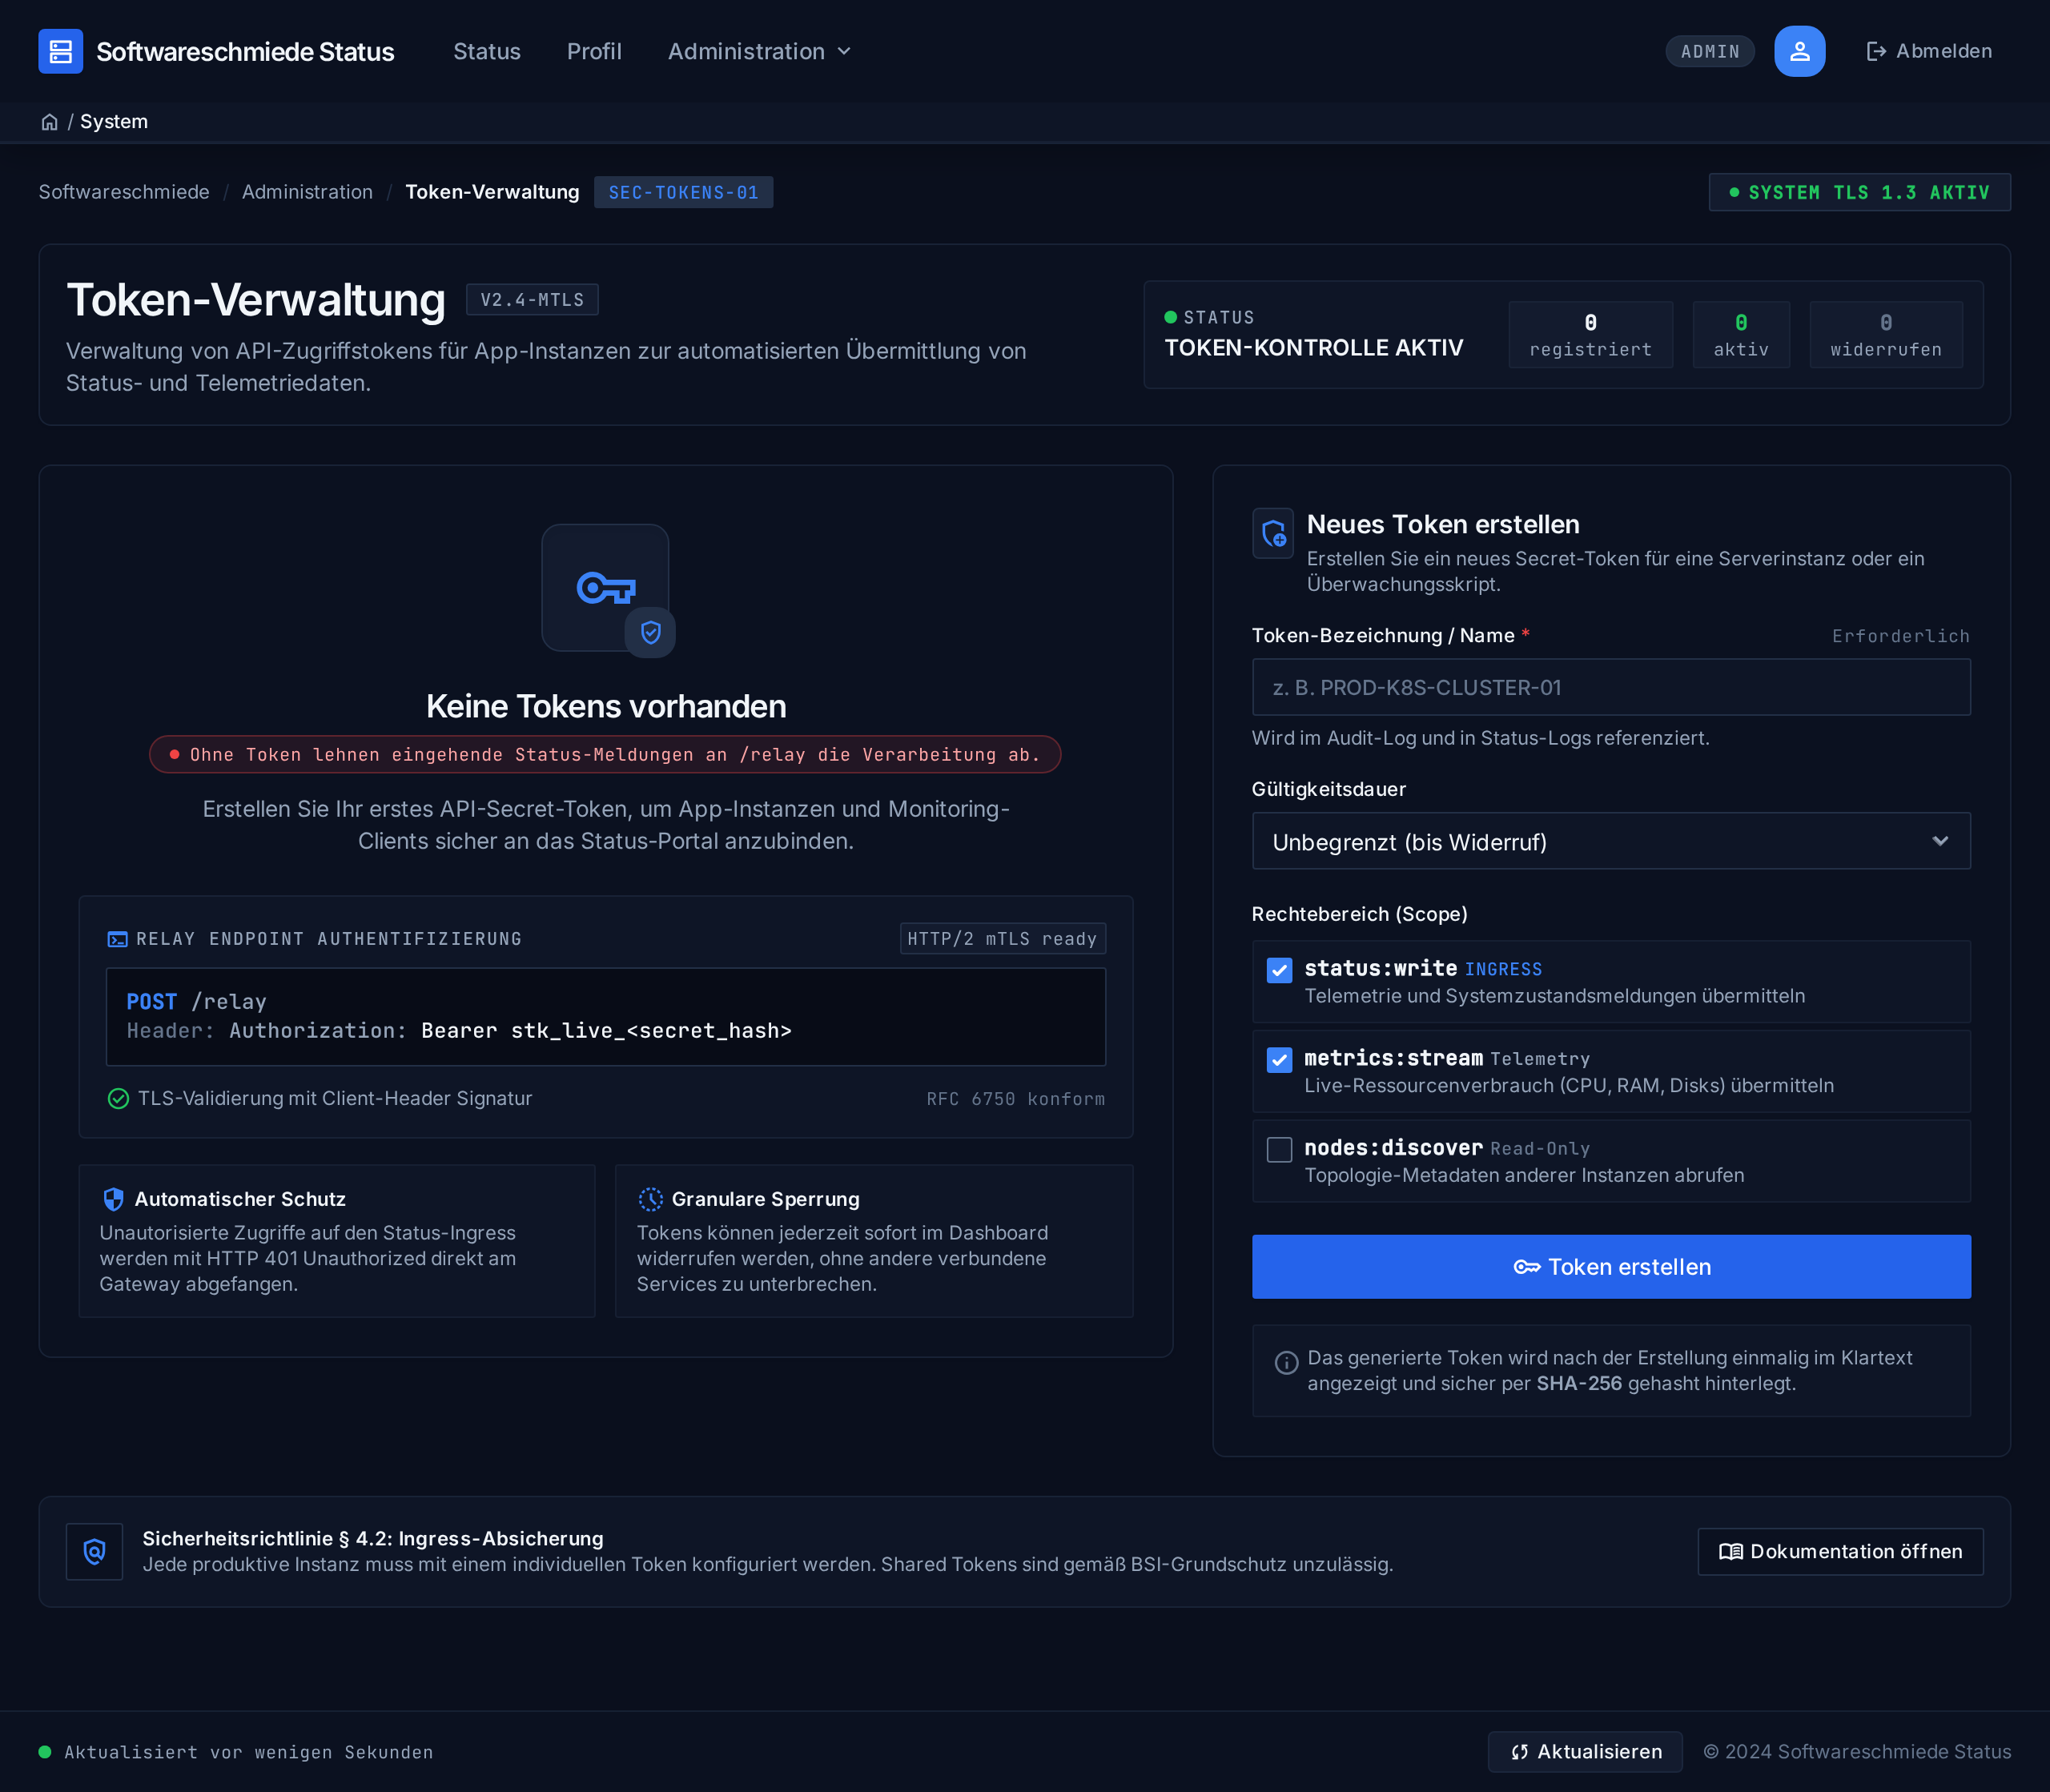 Softwareschmiede Status
Status
Profil
Administration
ADMIN
Abmelden
/ System
Softwareschmiede / Administration / Token-Verwaltung SEC-TOKENS-01
SYSTEM TLS 1.3 AKTIV
Token-Verwaltung
V2.4-MTLS
Verwaltung von API-Zugriffstokens für App-Instanzen zur automatisierten Übermittlung von
Status- und Telemetriedaten.
STATUS
TOKEN-KONTROLLE AKTIV
0
registriert
0
aktiv
0
widerrufen
Keine Tokens vorhanden
Ohne Token lehnen eingehende Status-Meldungen an /relay die Verarbeitung ab.
Erstellen Sie Ihr erstes API-Secret-Token, um App-Instanzen und Monitoring-
Clients sicher an das Status-Portal anzubinden.
RELAY ENDPOINT AUTHENTIFIZIERUNG
HTTP/2 mTLS ready
POST /relay
Header: Authorization: Bearer stk_live_<secret_hash>
TLS-Validierung mit Client-Header Signatur
RFC 6750 konform
Automatischer Schutz
Unautorisierte Zugriffe auf den Status-Ingress
werden mit HTTP 401 Unauthorized direkt am
Gateway abgefangen.
Granulare Sperrung
Tokens können jederzeit sofort im Dashboard
widerrufen werden, ohne andere verbundene
Services zu unterbrechen.
Neues Token erstellen
Erstellen Sie ein neues Secret-Token für eine Serverinstanz oder ein
Überwachungsskript.
Token-Bezeichnung / Name *
Erforderlich
z. B. PROD-K8S-CLUSTER-01
Wird im Audit-Log und in Status-Logs referenziert.
Gültigkeitsdauer
Unbegrenzt (bis Widerruf)
Rechtebereich (Scope)
status:write INGRESS
Telemetrie und Systemzustandsmeldungen übermitteln
metrics:stream Telemetry
Live-Ressourcenverbrauch (CPU, RAM, Disks) übermitteln
nodes:discover Read-Only
Topologie-Metadaten anderer Instanzen abrufen
Token erstellen
Das generierte Token wird nach der Erstellung einmalig im Klartext
angezeigt und sicher per SHA-256 gehasht hinterlegt.
Sicherheitsrichtlinie § 4.2: Ingress-Absicherung
Jede produktive Instanz muss mit einem individuellen Token konfiguriert werden. Shared Tokens sind gemäß BSI-Grundschutz unzulässig.
Dokumentation öffnen
Aktualisiert vor wenigen Sekunden
Aktualisieren
© 2024 Softwareschmiede Status